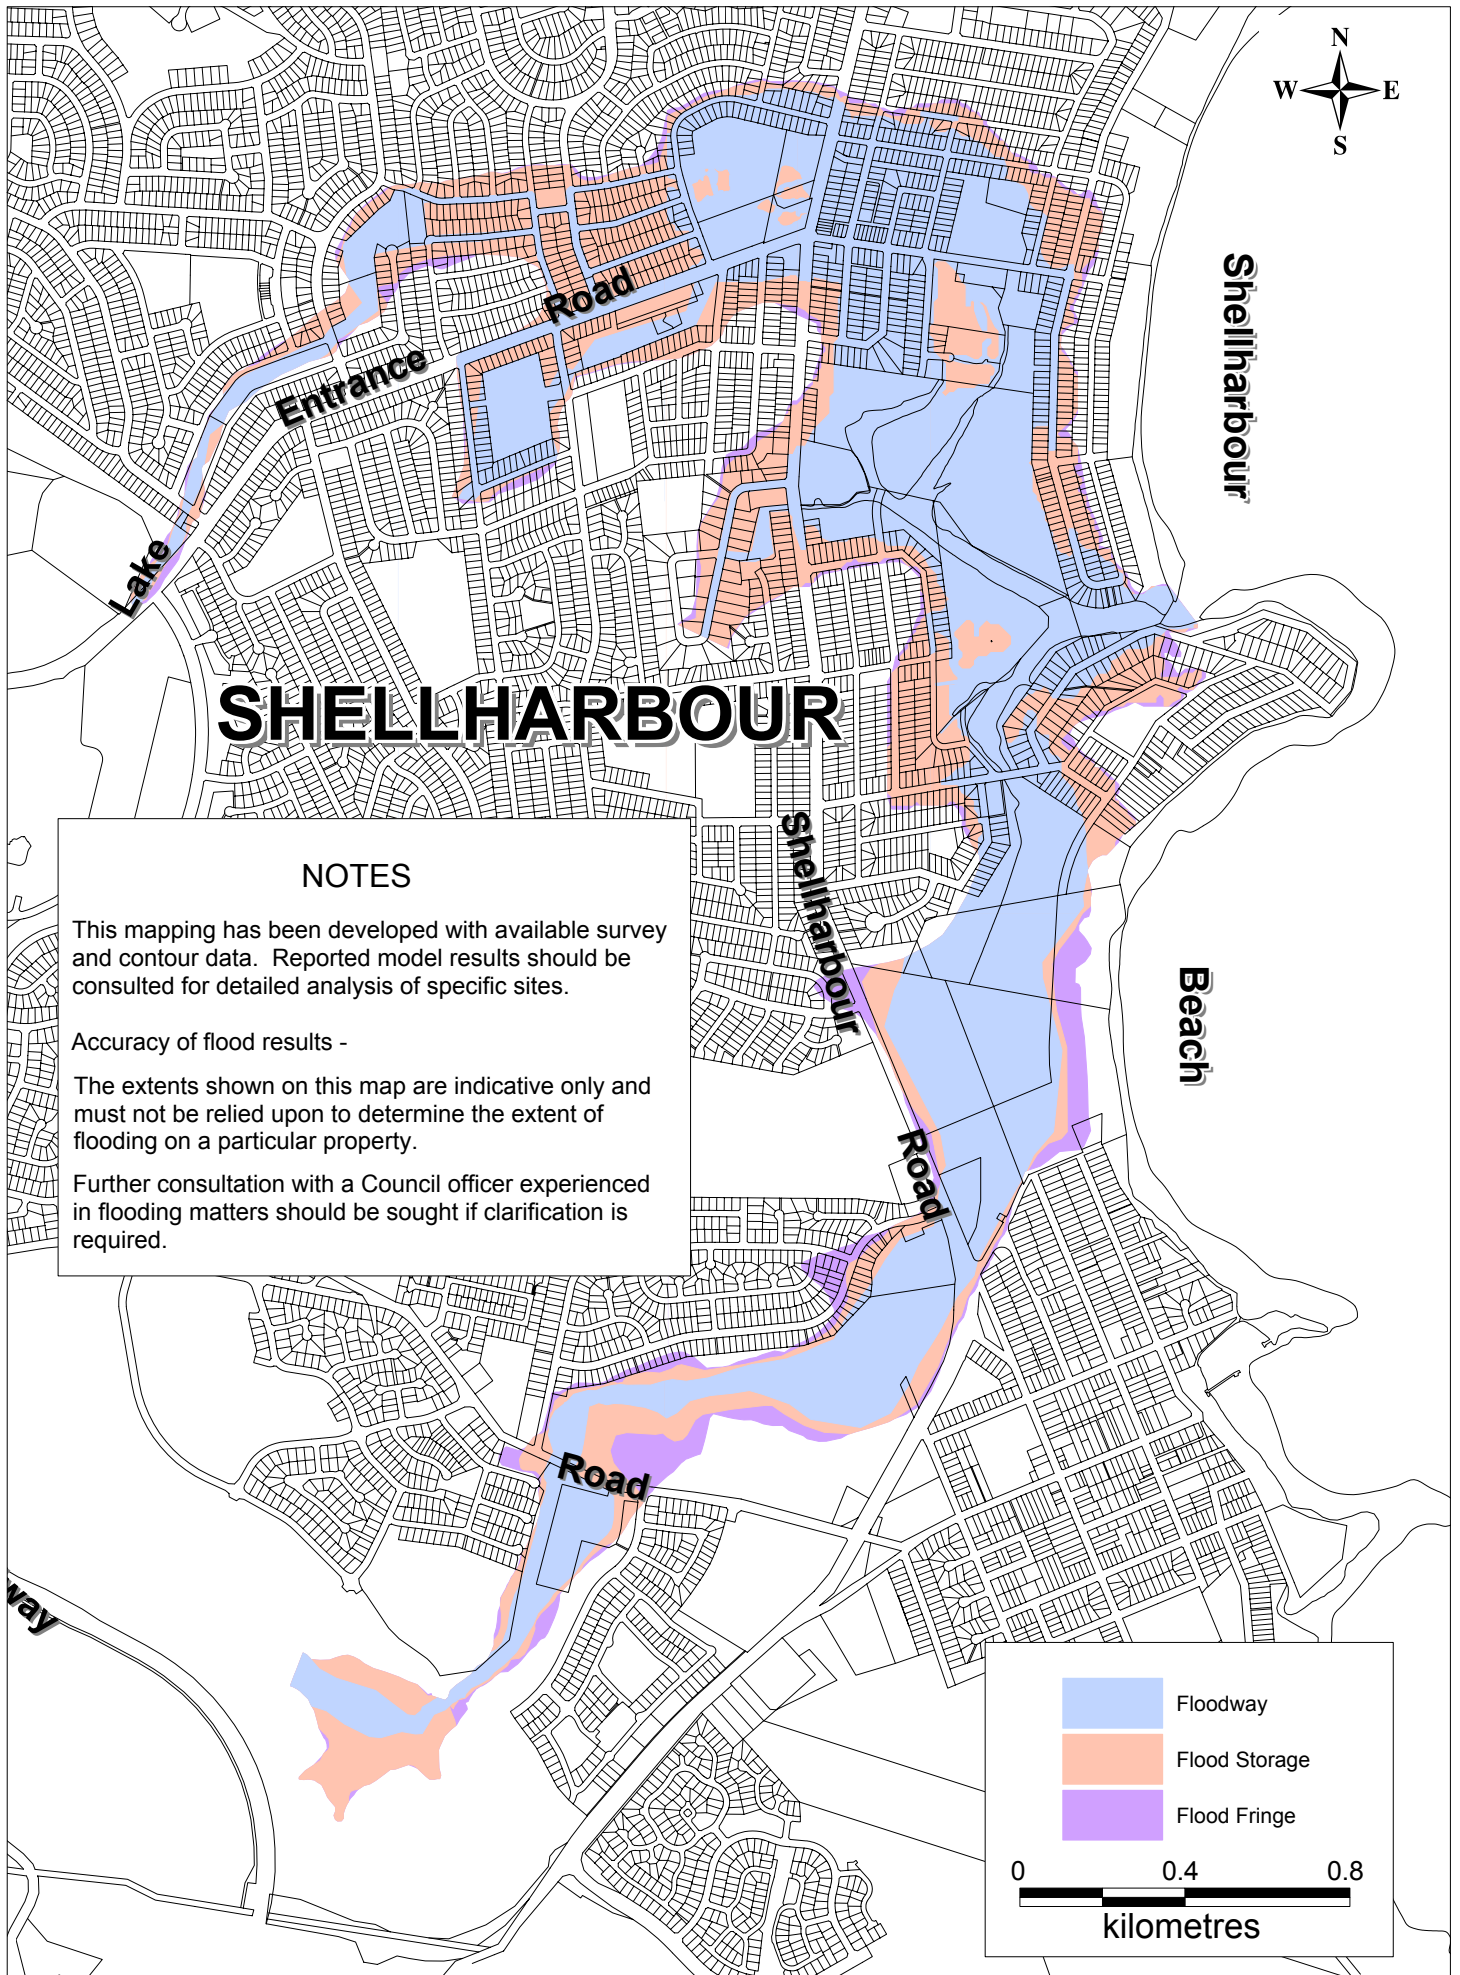 N
W E
S
Shellharbour
Road
Entrance
Lake
SHELLHARBOUR
Shellharbour
NOTES
This mapping has been developed with available survey
and contour data. Reported model results should be
consulted for detailed analysis of specific sites.
Accuracy of flood results -
The extents shown on this map are indicative only and
must not be relied upon to determine the extent of
flooding on a particular property.
Further consultation with a Council officer experienced
in flooding matters should be sought if clarification is
required.
Beach
Road
Road
way
Floodway
Flood Storage
Flood Fringe
0 0.4 0.8
kilometres